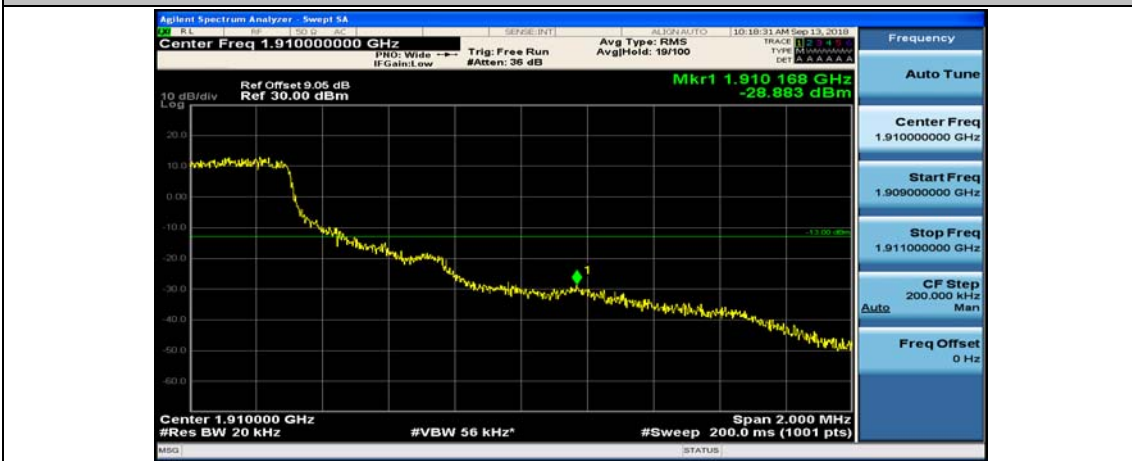 Agilent Spectrum Analyzer - Swept SA
RL RF 50 Ω AC SENSE:INT ALIGN AUTO 10:18:31 AM Sep 13, 2018
Center Freq 1.910000000 GHz
PNO: Wide
IFGain:Low
Trig: Free Run
#Atten: 36 dB
Avg Type: RMS
Avg|Hold: 19/100
TRACE 1 2 3 4 5 6
TYPE M
DET A A A A A A
Mkr1 1.910 168 GHz
-28.883 dBm
Ref Offset 9.05 dB
Ref 30.00 dBm
10 dB/div
Log
20.0
10.0
0.00
-10.0
-20.0
-30.0
-40.0
-50.0
-60.0
-13.00 dBm
1
Center 1.910000 GHz
Span 2.000 MHz
#Res BW 20 kHz
#VBW 56 kHz*
#Sweep 200.0 ms (1001 pts)
MSG
STATUS
Frequency
Auto Tune
Center Freq
1.910000000 GHz
Start Freq
1.909000000 GHz
Stop Freq
1.911000000 GHz
CF Step
200.000 kHz
Auto Man
Freq Offset
0 Hz